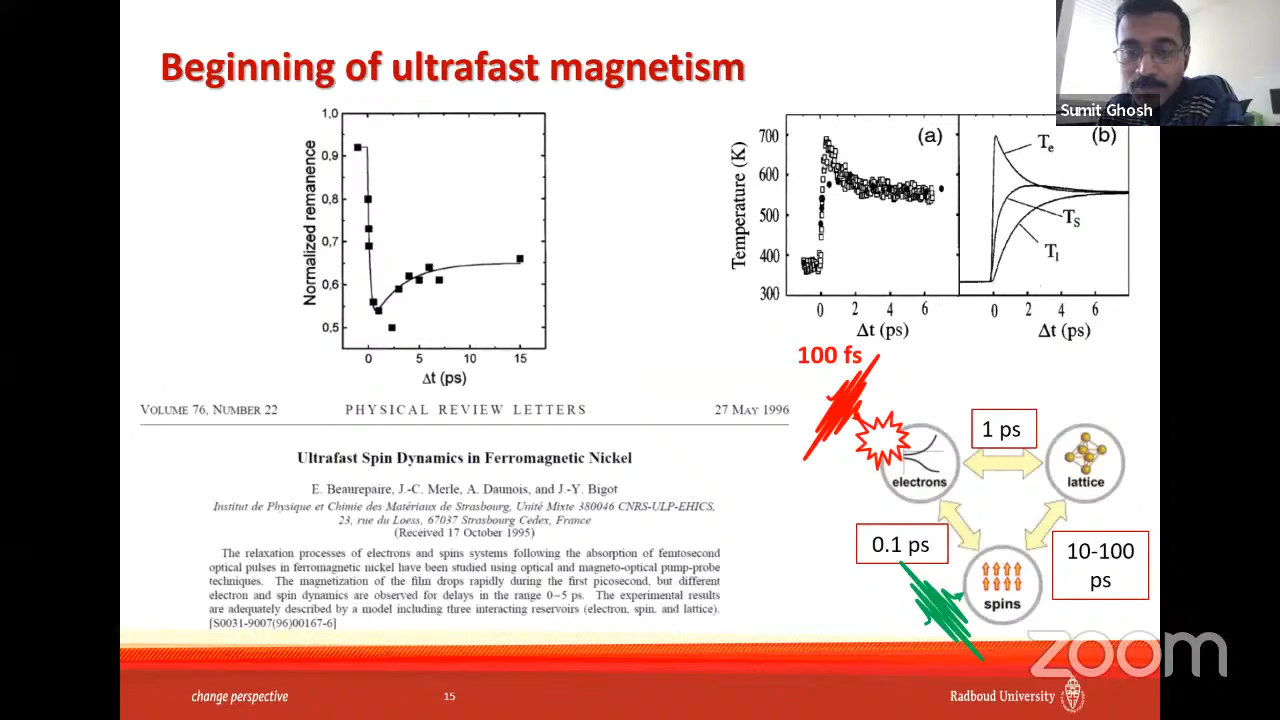 Beginning of ultrafast magnetism
Sumit Ghosh
1,0
0,9
0,8
0,7
0,6
0,5
Normalized remanence
0
5
10
15
Δt (ps)
Temperature (K)
700
600
500
400
300
(a)
0
2
4
6
Δt (ps)
(b)
Te
Ts
Tl
0
2
4
6
Δt (ps)
VOLUME 76, NUMBER 22
PHYSICAL REVIEW LETTERS
27 MAY 1996
Ultrafast Spin Dynamics in Ferromagnetic Nickel
E. Beaurepaire, J.-C. Merle, A. Daunois, and J.-Y. Bigot
Institut de Physique et Chimie des Matériaux de Strasbourg, Unité Mixte 380046 CNRS-ULP-EHICS,
23, rue du Loess, 67037 Strasbourg Cedex, France
(Received 17 October 1995)
The relaxation processes of electrons and spins systems following the absorption of femtosecond
optical pulses in ferromagnetic nickel have been studied using optical and magneto-optical pump-probe
techniques. The magnetization of the film drops rapidly during the first picosecond, but different
electron and spin dynamics are observed for delays in the range 0–5 ps. The experimental results
are adequately described by a model including three interacting reservoirs (electron, spin, and lattice).
[S0031-9007(96)00167-6]
100 fs
1 ps
electrons
lattice
0.1 ps
10-100
ps
spins
zoom
change perspective
15
Radboud University